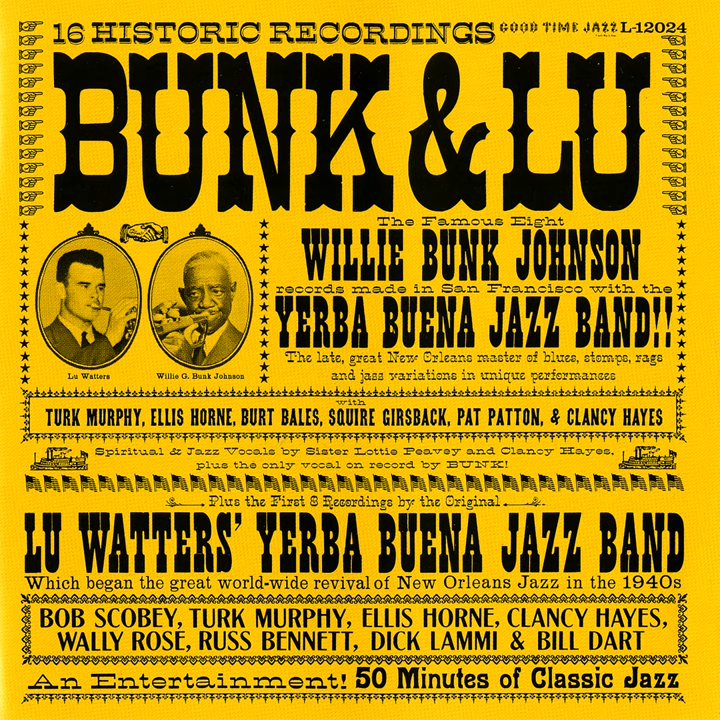 16 HISTORIC RECORDINGS GOOD TIME JAZZ L-12024
BUNK & LU
The Famous Eight
WILLIE BUNK JOHNSON
records made in San Francisco with the
YERBA BUENA JAZZ BAND!!
The late, great New Orleans master of blues, stomps, rags
and jass variations in unique performances
Lu Watters
Willie G. Bunk Johnson
with
TURK MURPHY, ELLIS HORNE, BURT BALES, SQUIRE GIRSBACK, PAT PATTON, & CLANCY HAYES
Spiritual & Jazz Vocals by Sister Lottie Peavey and Clancy Hayes,
plus the only vocal on record by BUNK!
Plus the First 8 Recordings by the Original
LU WATTERS' YERBA BUENA JAZZ BAND
Which began the great world-wide revival of New Orleans Jazz in the 1940s
BOB SCOBEY, TURK MURPHY, ELLIS HORNE, CLANCY HAYES,
WALLY ROSE, RUSS BENNETT, DICK LAMMI & BILL DART
An Entertainment! 50 Minutes of Classic Jazz